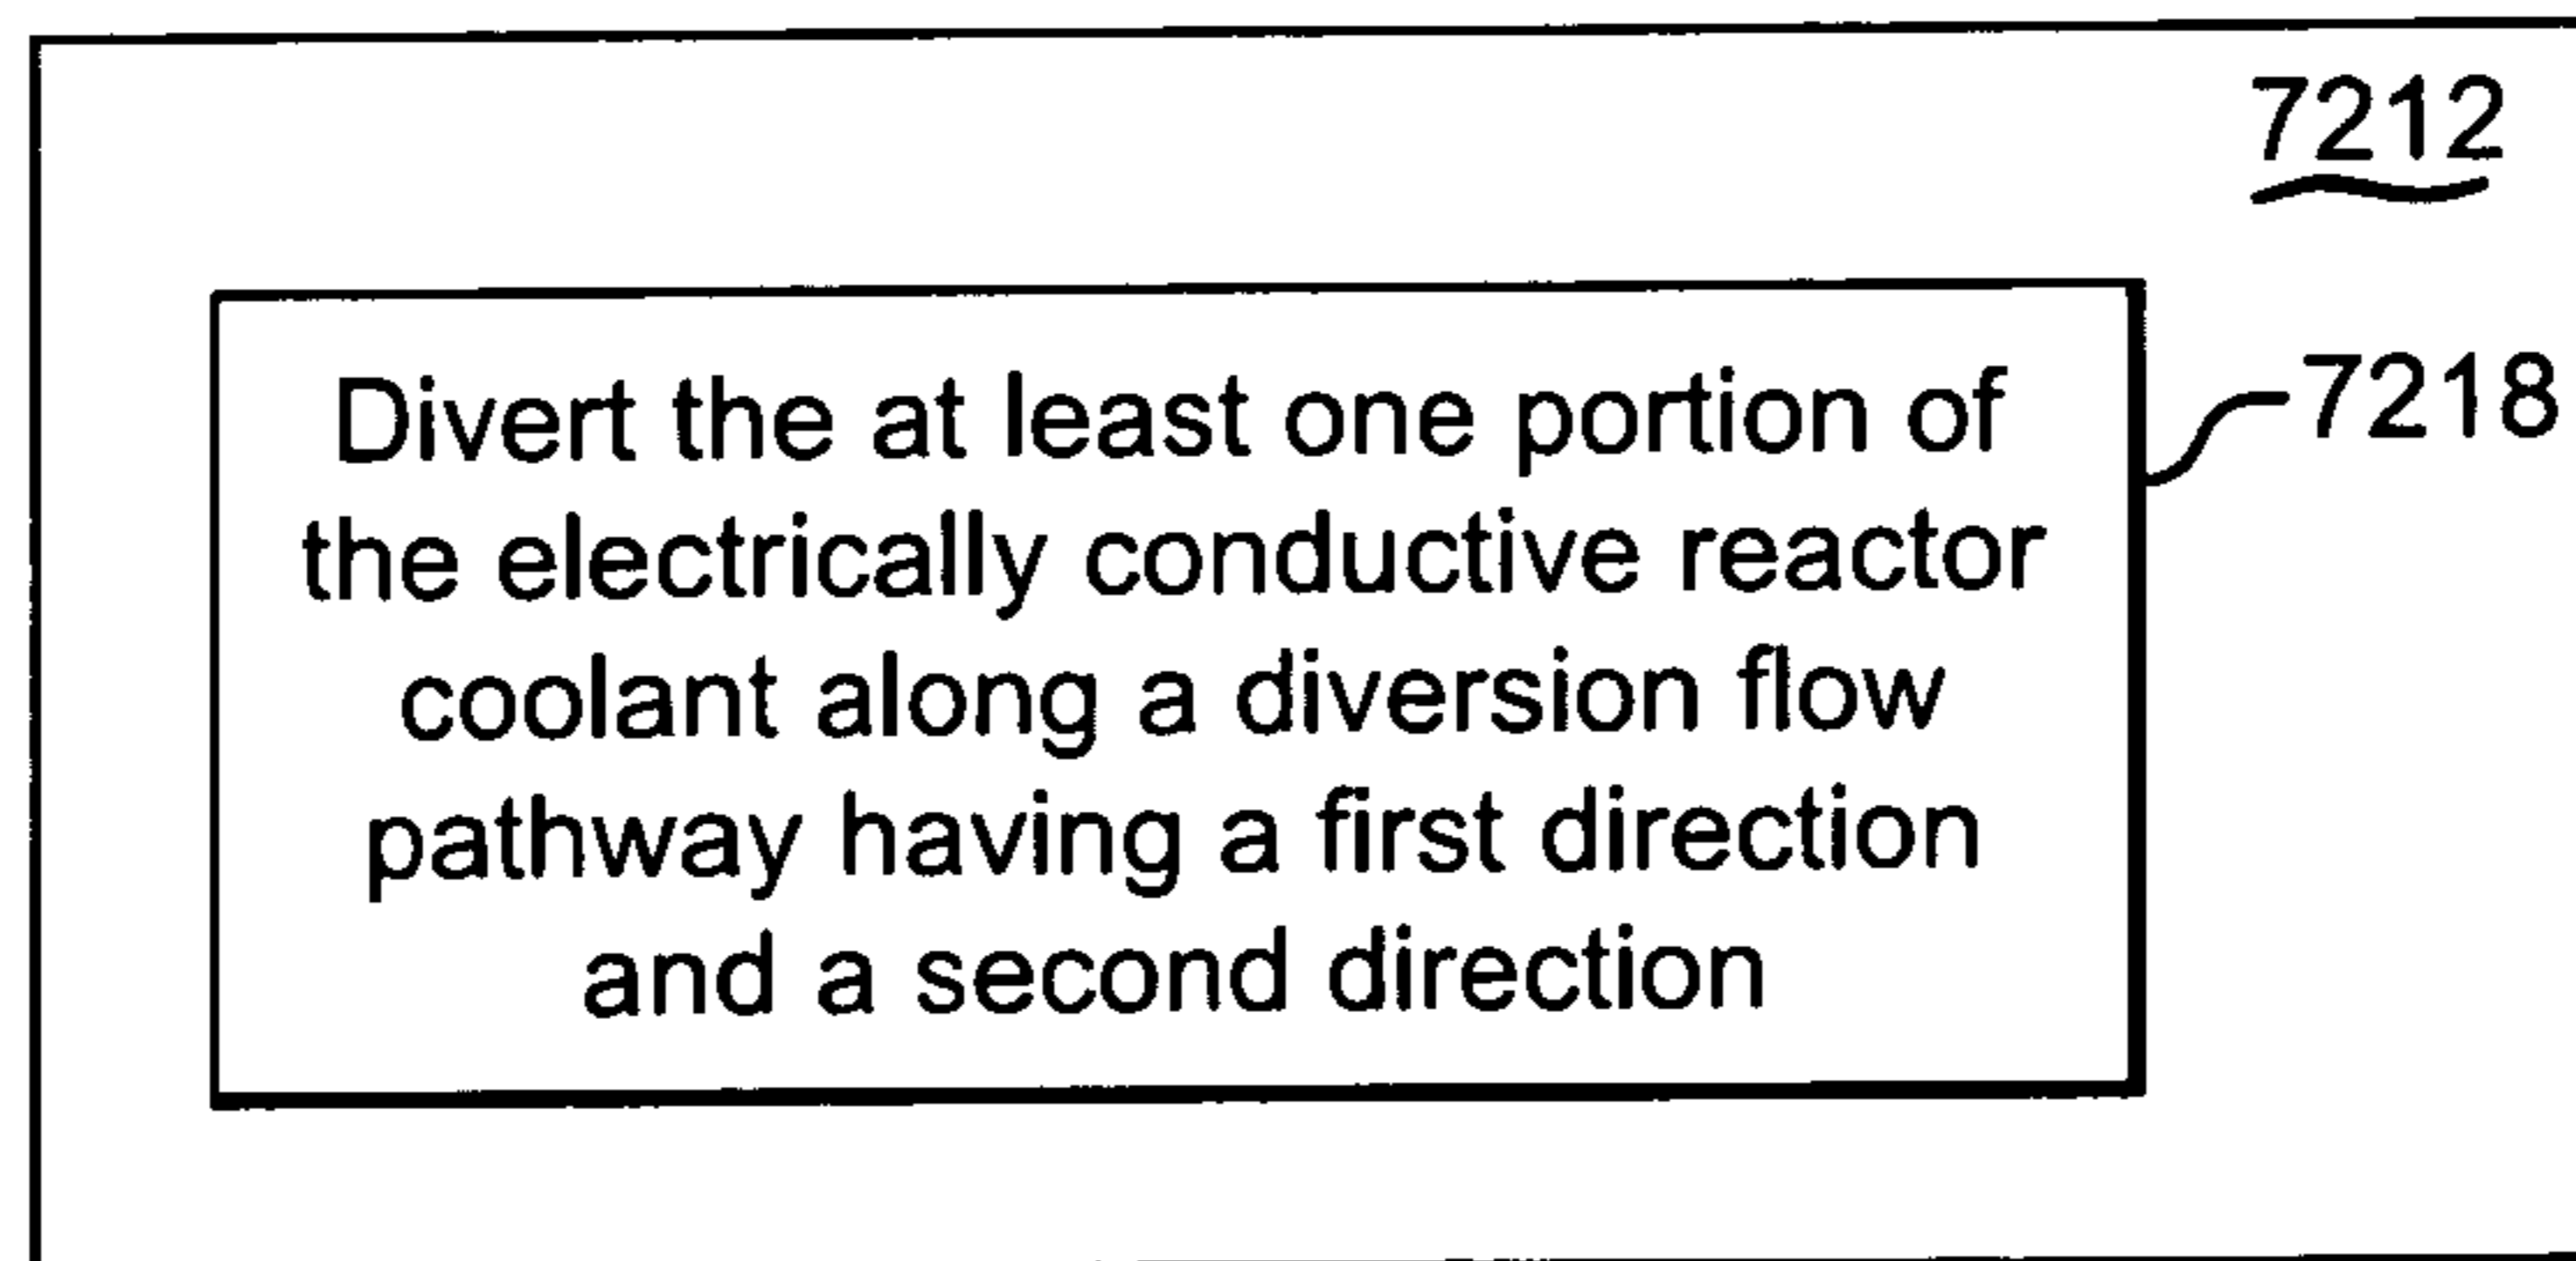 7212
Divert the at least one portion of
the electrically conductive reactor
coolant along a diversion flow
pathway having a first direction
and a second direction
7218